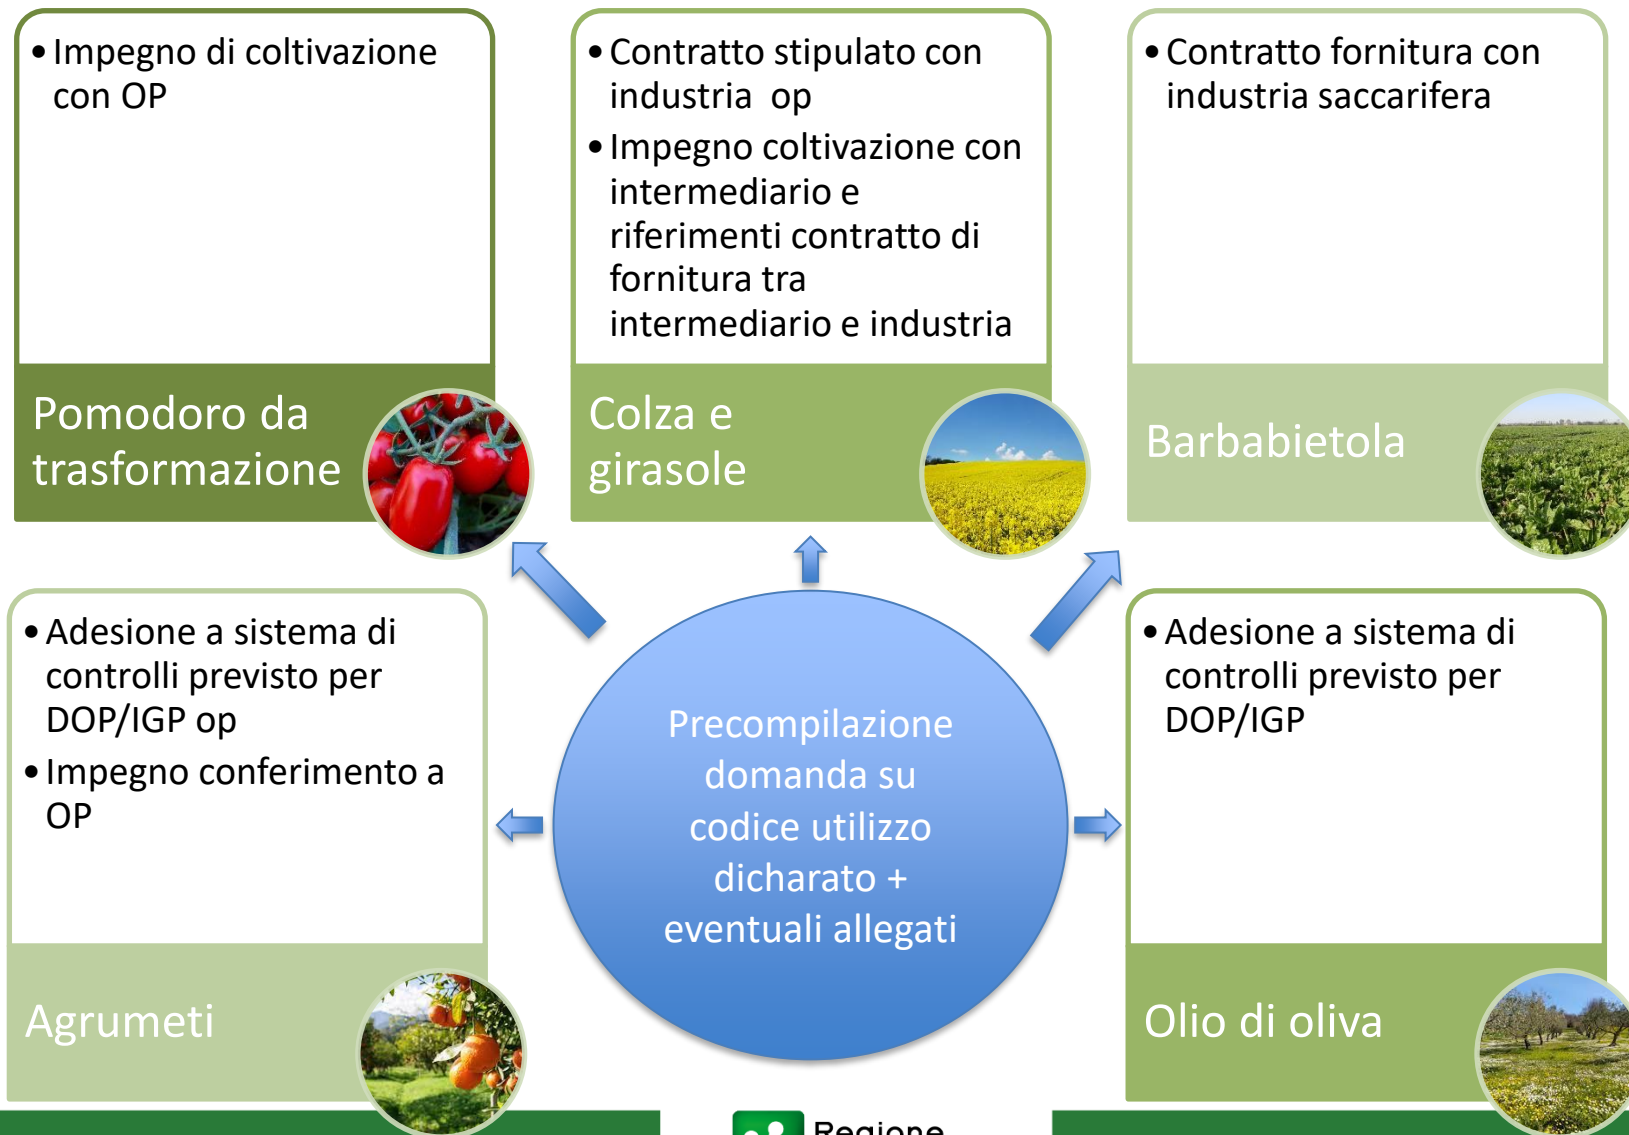 • Impegno di coltivazione
con OP
Pomodoro da
trasformazione
• Contratto stipulato con
industria op
• Impegno coltivazione con
intermediario e
riferimenti contratto di
fornitura tra
intermediario e industria
Colza e
girasole
• Contratto fornitura con
industria saccarifera
Barbabietola
• Adesione a sistema di
controlli previsto per
DOP/IGP op
• Impegno conferimento a
OP
Agrumeti
Precompilazione
domanda su
codice utilizzo
dicharato +
eventuali allegati
• Adesione a sistema di
controlli previsto per
DOP/IGP
Olio di oliva
Regione